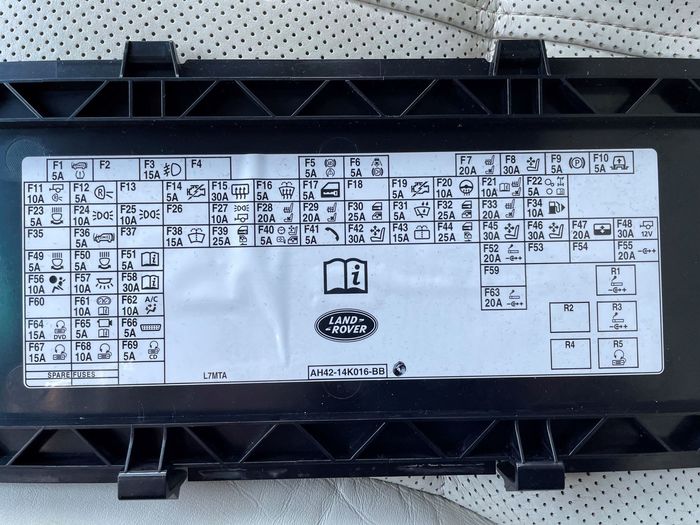 F1 F2 F3 F4 F5 F6 F7 F8 F9 F10
5A 15A 5A 5A 20A 30A 5A 5A
F11 F12 F13 F14 F15 F16 F17 F18 F19 F20 F21 F22
10A 5A 5A 30A 5A 5A 5A 10A 10A 5A
F23 F24 F25 F26 F27 F28 F29 F30 F31 F32 F33 F34
5A 10A 10A 10A 20A 20A 25A 5A 25A 20A 10A
F35 F36 F37 F38 F39 F40 F41 F42 F43 F44 F45 F46 F47 F48
5A 15A 25A 5A 5A 30A 15A 25A 30A 30A 20A 30A 12V
F49 F50 F51 F52 F53 F54 F55
5A 5A 5A 20A 20A
F56 F57 F58 F59 R1
10A 10A 30A
F60 F61 F62 A/C F63 R2 R3
10A 10A 20A
F64 F65 F66
15A DVD 5A 5A
F67 F68 F69 R4 R5
15A 10A 5A CD
SPARE FUSES L7MTA AH42-14K016-BB
LAND-
-ROVER